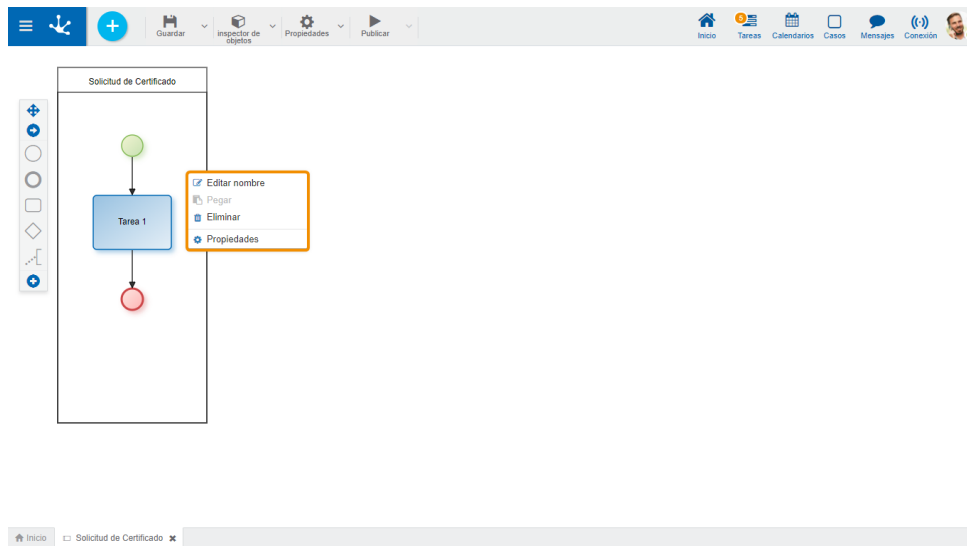 Guardar
inspector de
objetos
Propiedades
Publicar
Inicio
5
Tareas
Calendarios
Casos
Mensajes
Conexión
Solicitud de Certificado
Editar nombre
Pegar
Eliminar
Propiedades
Tarea 1
Inicio
Solicitud de Certificado